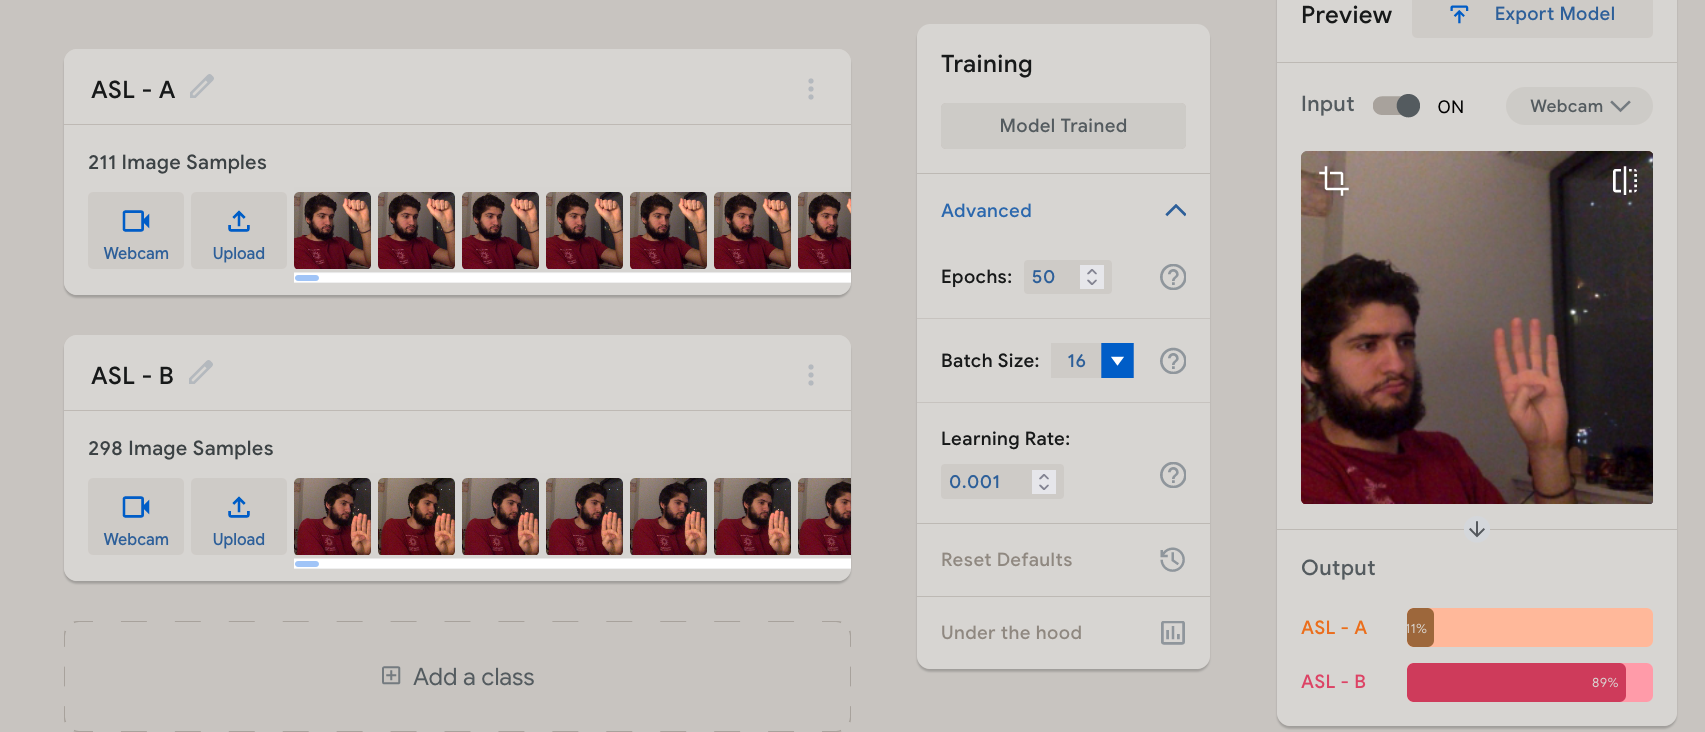 ASL - A
211 Image Samples
Webcam
Upload
ASL - B
298 Image Samples
Webcam
Upload
Add a class
Training
Model Trained
Advanced
Epochs: 50
Batch Size: 16
Learning Rate:
0.001
Reset Defaults
Under the hood
Preview
Export Model
Input ON Webcam
Output
ASL - A 11%
ASL - B 89%